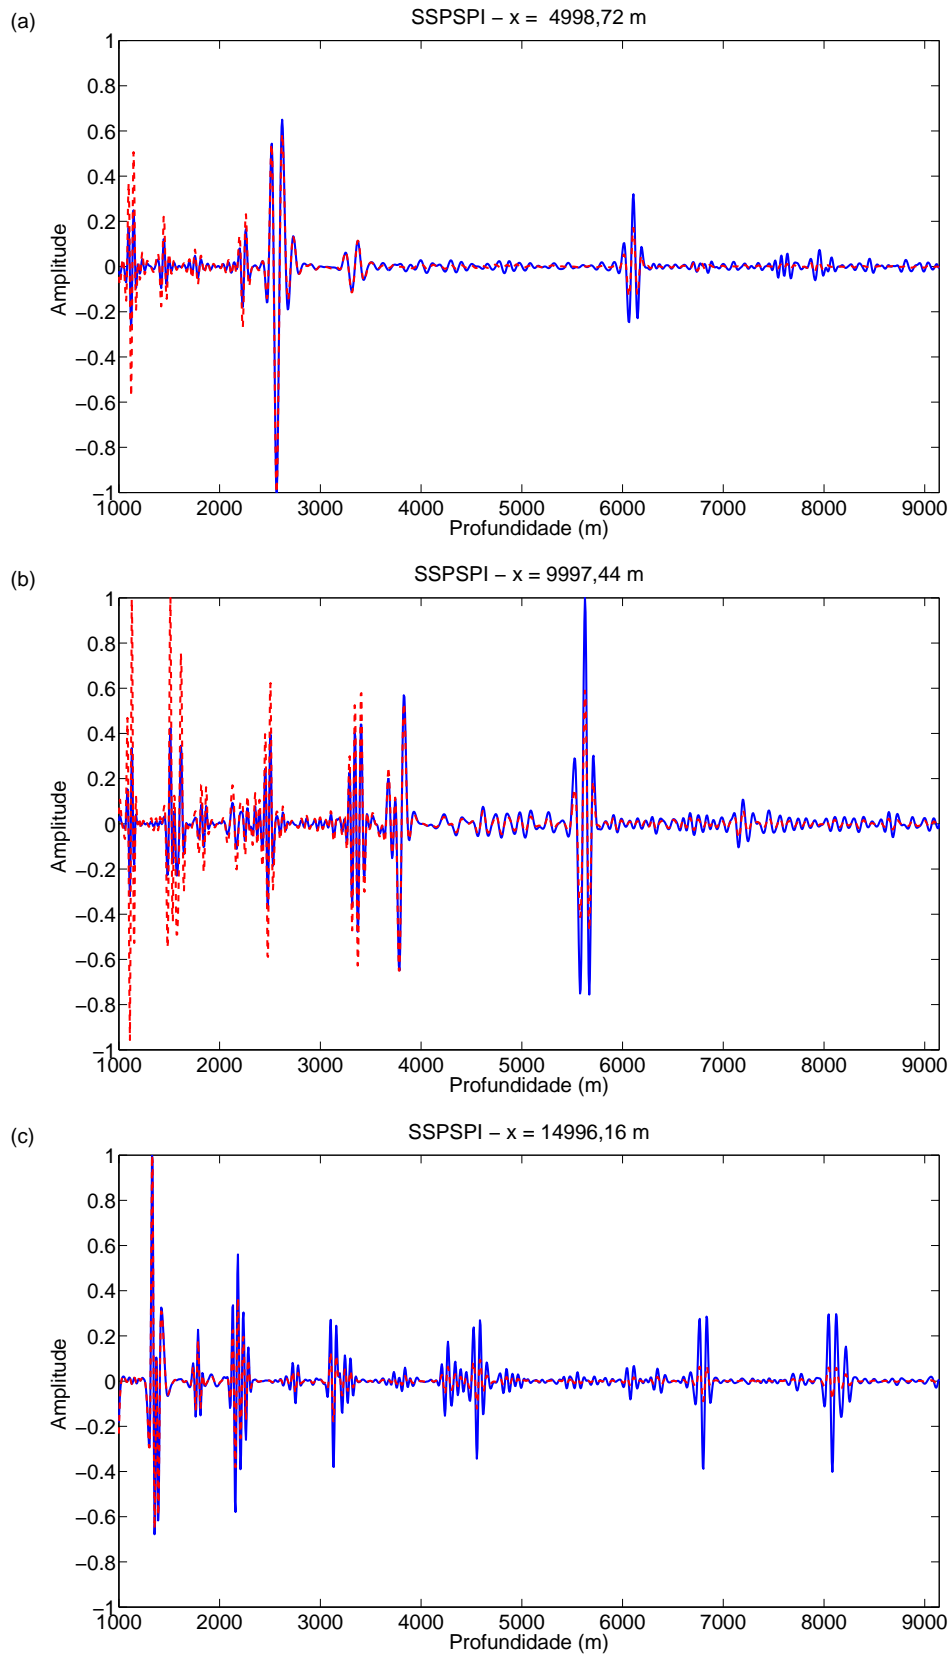 (a)
SSPSPI − x = 4998,72 m
1
0.8
0.6
0.4
0.2
0
−0.2
−0.4
−0.6
−0.8
−1
Amplitude
1000 2000 3000 4000 5000 6000 7000 8000 9000
Profundidade (m)
(b)
SSPSPI − x = 9997,44 m
1
0.8
0.6
0.4
0.2
0
−0.2
−0.4
−0.6
−0.8
−1
Amplitude
1000 2000 3000 4000 5000 6000 7000 8000 9000
Profundidade (m)
(c)
SSPSPI − x = 14996,16 m
1
0.8
0.6
0.4
0.2
0
−0.2
−0.4
−0.6
−0.8
−1
Amplitude
1000 2000 3000 4000 5000 6000 7000 8000 9000
Profundidade (m)